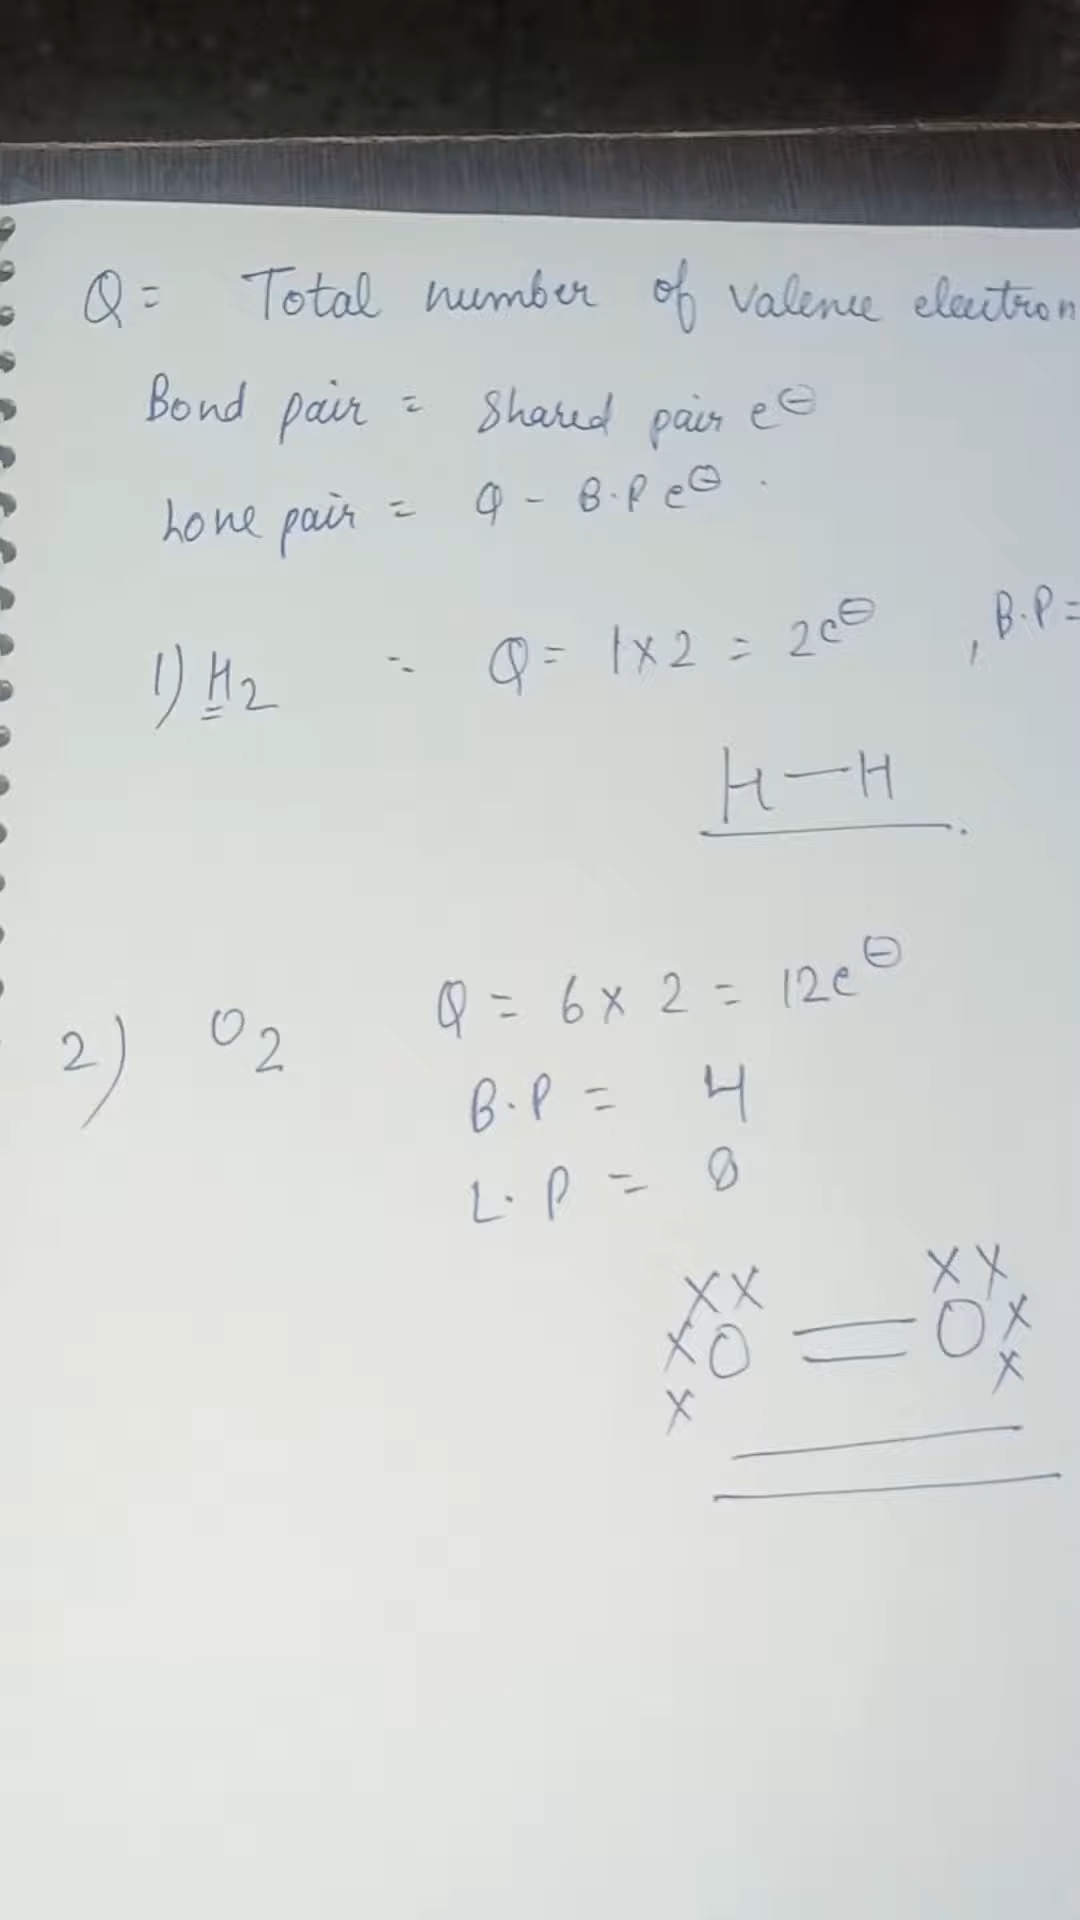 Q = Total number of valence electron
Bond pair = Shared pair e⊖
Lone pair = Q - B.P e⊖.
1) H2 = Q = 1 x 2 = 2e⊖ , B.P =
H — H
2) O2 Q = 6 x 2 = 12e⊖
B.P = 4
L.P = 8
xx xx
xO = Ox
x x